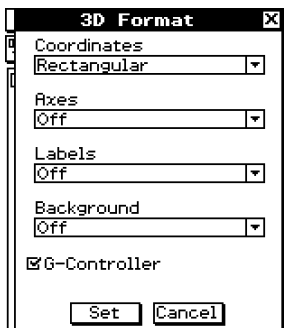 3D Format
Coordinates
Rectangular
Axes
Off
Labels
Off
Background
Off
G-Controller
Set Cancel